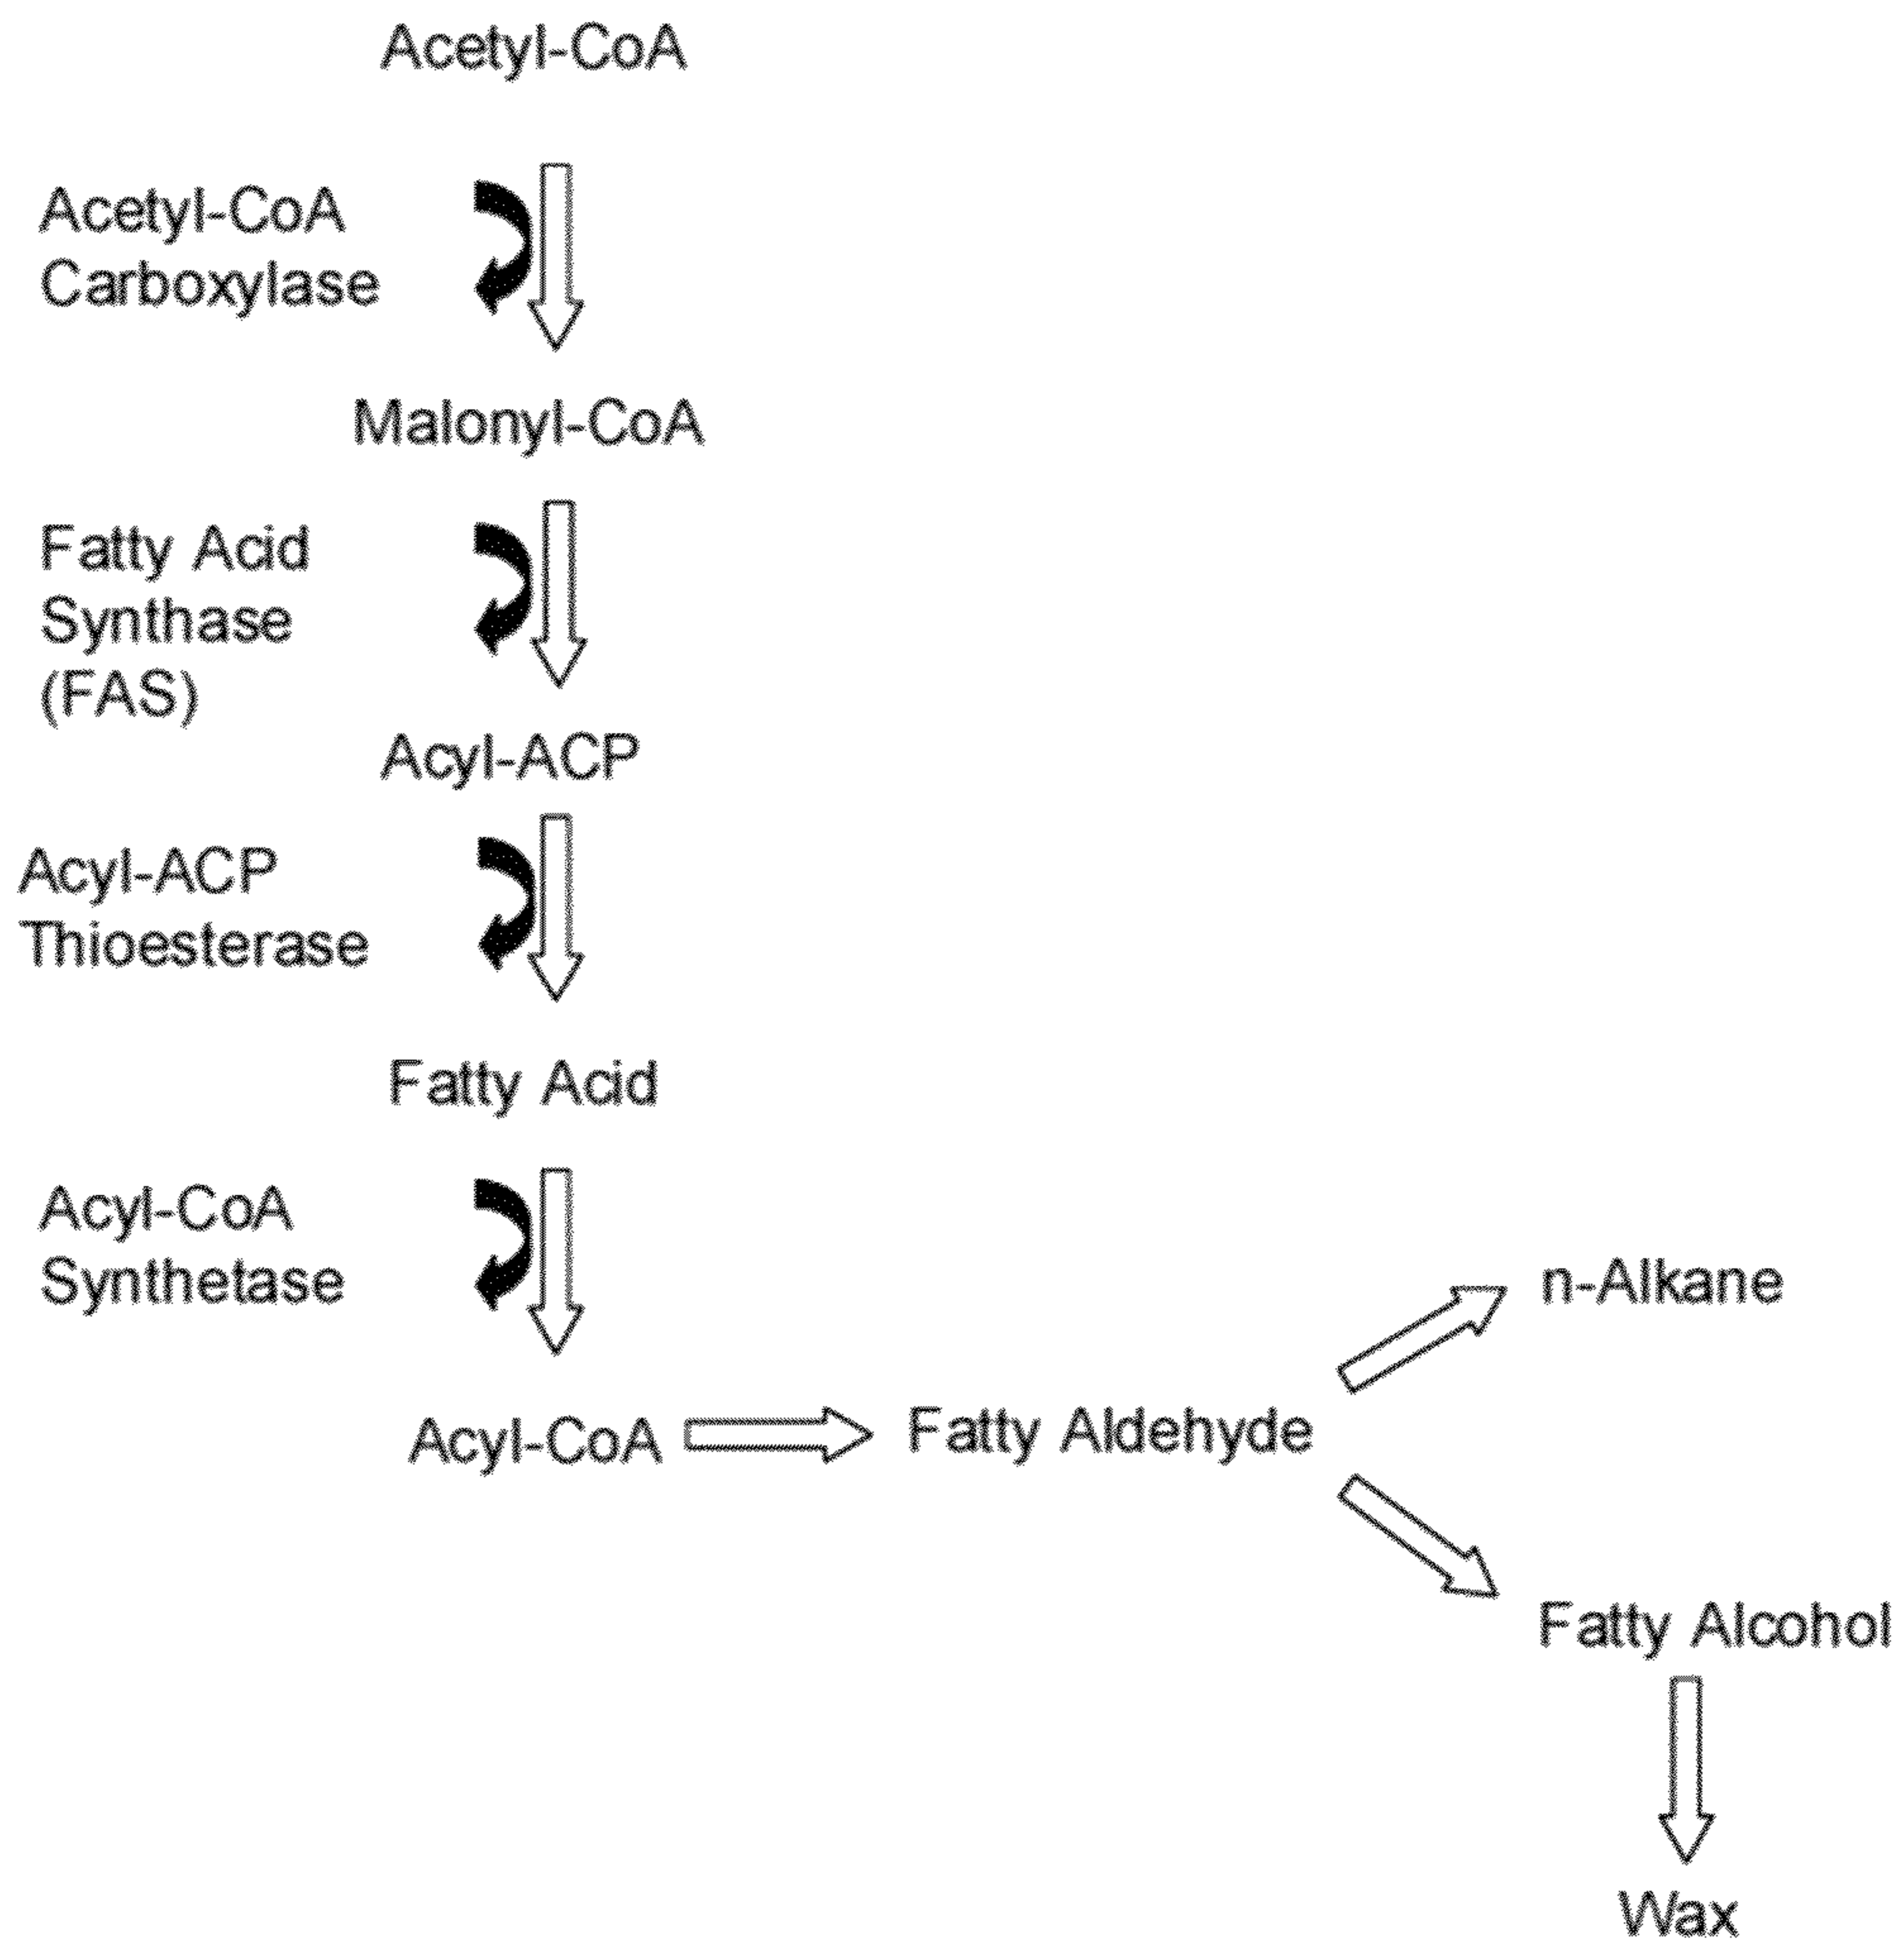 Acetyl-CoA
Acetyl-CoA
Carboxylase
Malonyl-CoA
Fatty Acid
Synthase
(FAS)
Acyl-ACP
Acyl-ACP
Thioesterase
Fatty Acid
Acyl-CoA
Synthetase
n-Alkane
Acyl-CoA
Fatty Aldehyde
Fatty Alcohol
Wax